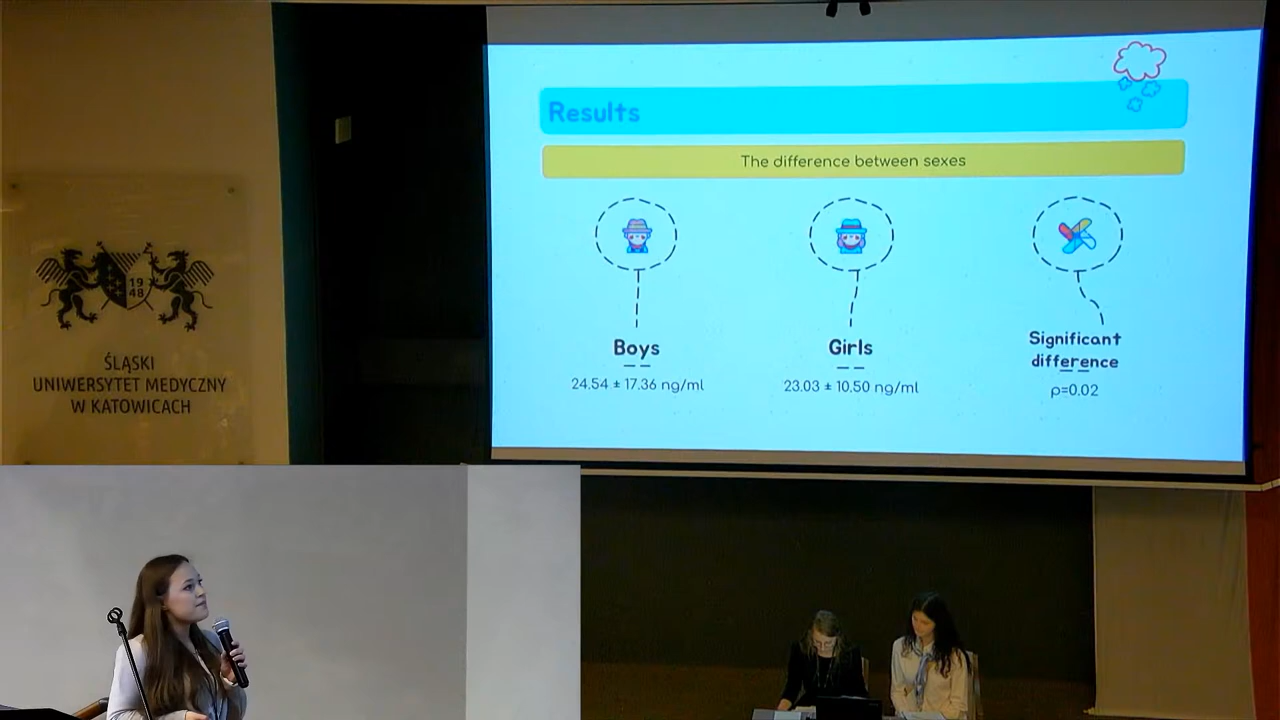 Results
The difference between sexes
Boys
24.54 ± 17.36 ng/ml
Girls
23.03 ± 10.50 ng/ml
Significant
difference
ρ=0.02
19
48
ŚLĄSKI
UNIWERSYTET MEDYCZNY
W KATOWICACH